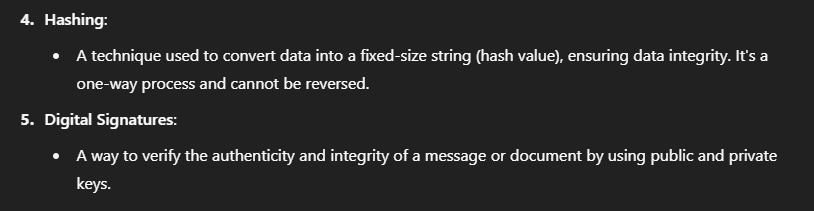 4. Hashing:
• A technique used to convert data into a fixed-size string (hash value), ensuring data integrity. It's a
one-way process and cannot be reversed.
5. Digital Signatures:
• A way to verify the authenticity and integrity of a message or document by using public and private
keys.